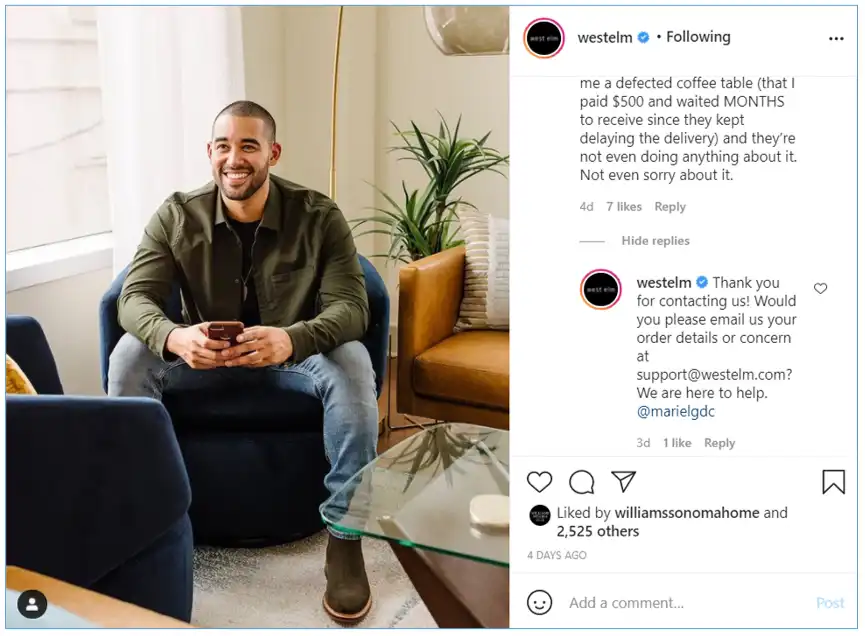 westelm • Following
me a defected coffee table (that I
paid $500 and waited MONTHS
to receive since they kept
delaying the delivery) and they're
not even doing anything about it.
Not even sorry about it.
4d 7 likes Reply
Hide replies
westelm Thank you
for contacting us! Would
you please email us your
order details or concern
at
support@westelm.com?
We are here to help.
@marielgdc
3d 1 like Reply
Liked by williamssonomahome and
2,525 others
4 DAYS AGO
Add a comment... Post
west elm
west elm